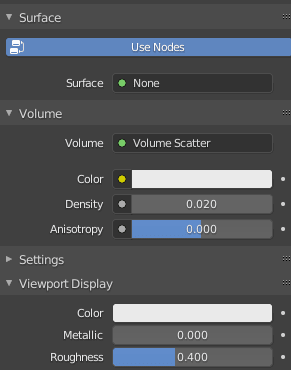 Surface
Use Nodes
Surface None
Volume
Volume Volume Scatter
Color
Density 0.020
Anisotropy 0.000
Settings
Viewport Display
Color
Metallic 0.000
Roughness 0.400